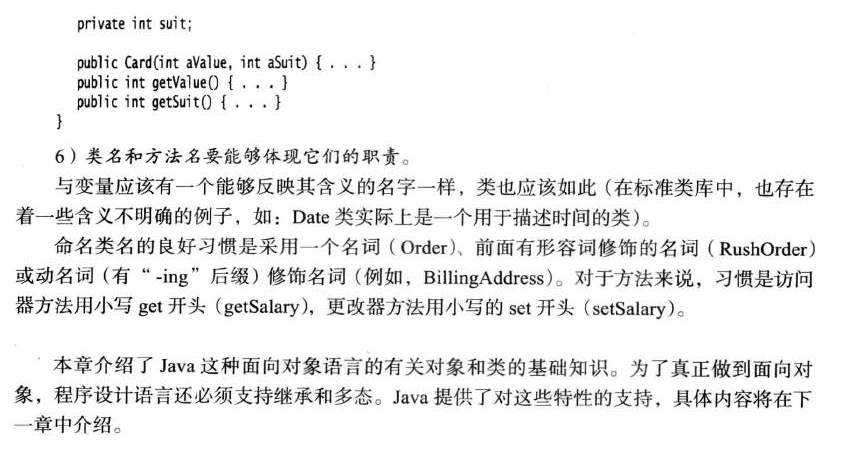 private int suit;
public Card(int aValue, int aSuit) { . . . }
public int getValue() { . . . }
public int getSuit() { . . . }
}
6）类名和方法名要能够体现它们的职责。
与变量应该有一个能够反映其含义的名字一样，类也应该如此（在标准类库中，也存在
着一些含义不明确的例子，如：Date 类实际上是一个用于描述时间的类）。
命名类名的良好习惯是采用一个名词（Order）、前面有形容词修饰的名词（RushOrder）
或动名词（有“-ing”后缀）修饰名词（例如，BillingAddress）。对于方法来说，习惯是访问
器方法用小写 get 开头（getSalary），更改器方法用小写的 set 开头（setSalary）。
本章介绍了 Java 这种面向对象语言的有关对象和类的基础知识。为了真正做到面向对
象，程序设计语言还必须支持继承和多态。Java 提供了对这些特性的支持，具体内容将在下
一章中介绍。